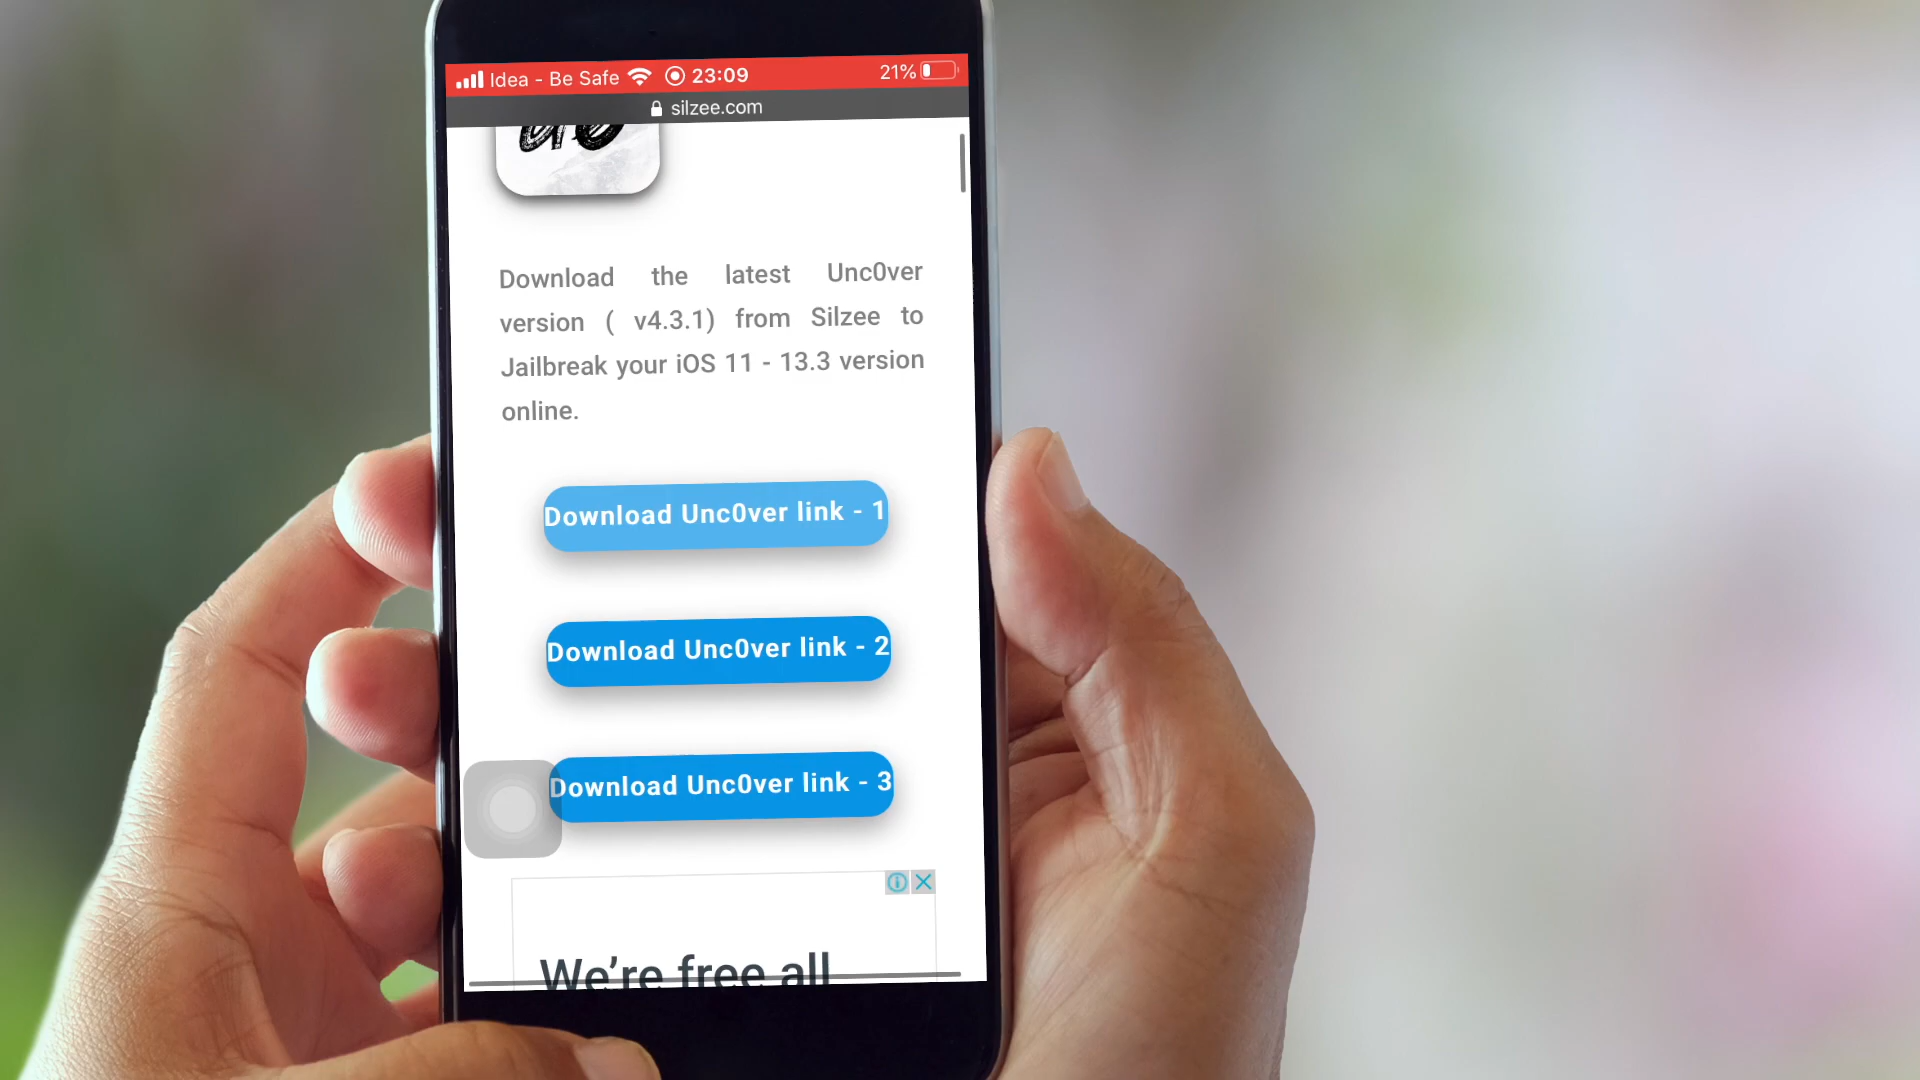 Idea - Be Safe 23:09 21%
silzee.com
Download the latest Unc0ver
version ( v4.3.1) from Silzee to
Jailbreak your iOS 11 - 13.3 version
online.
Download Unc0ver link - 1
Download Unc0ver link - 2
Download Unc0ver link - 3
We’re free all